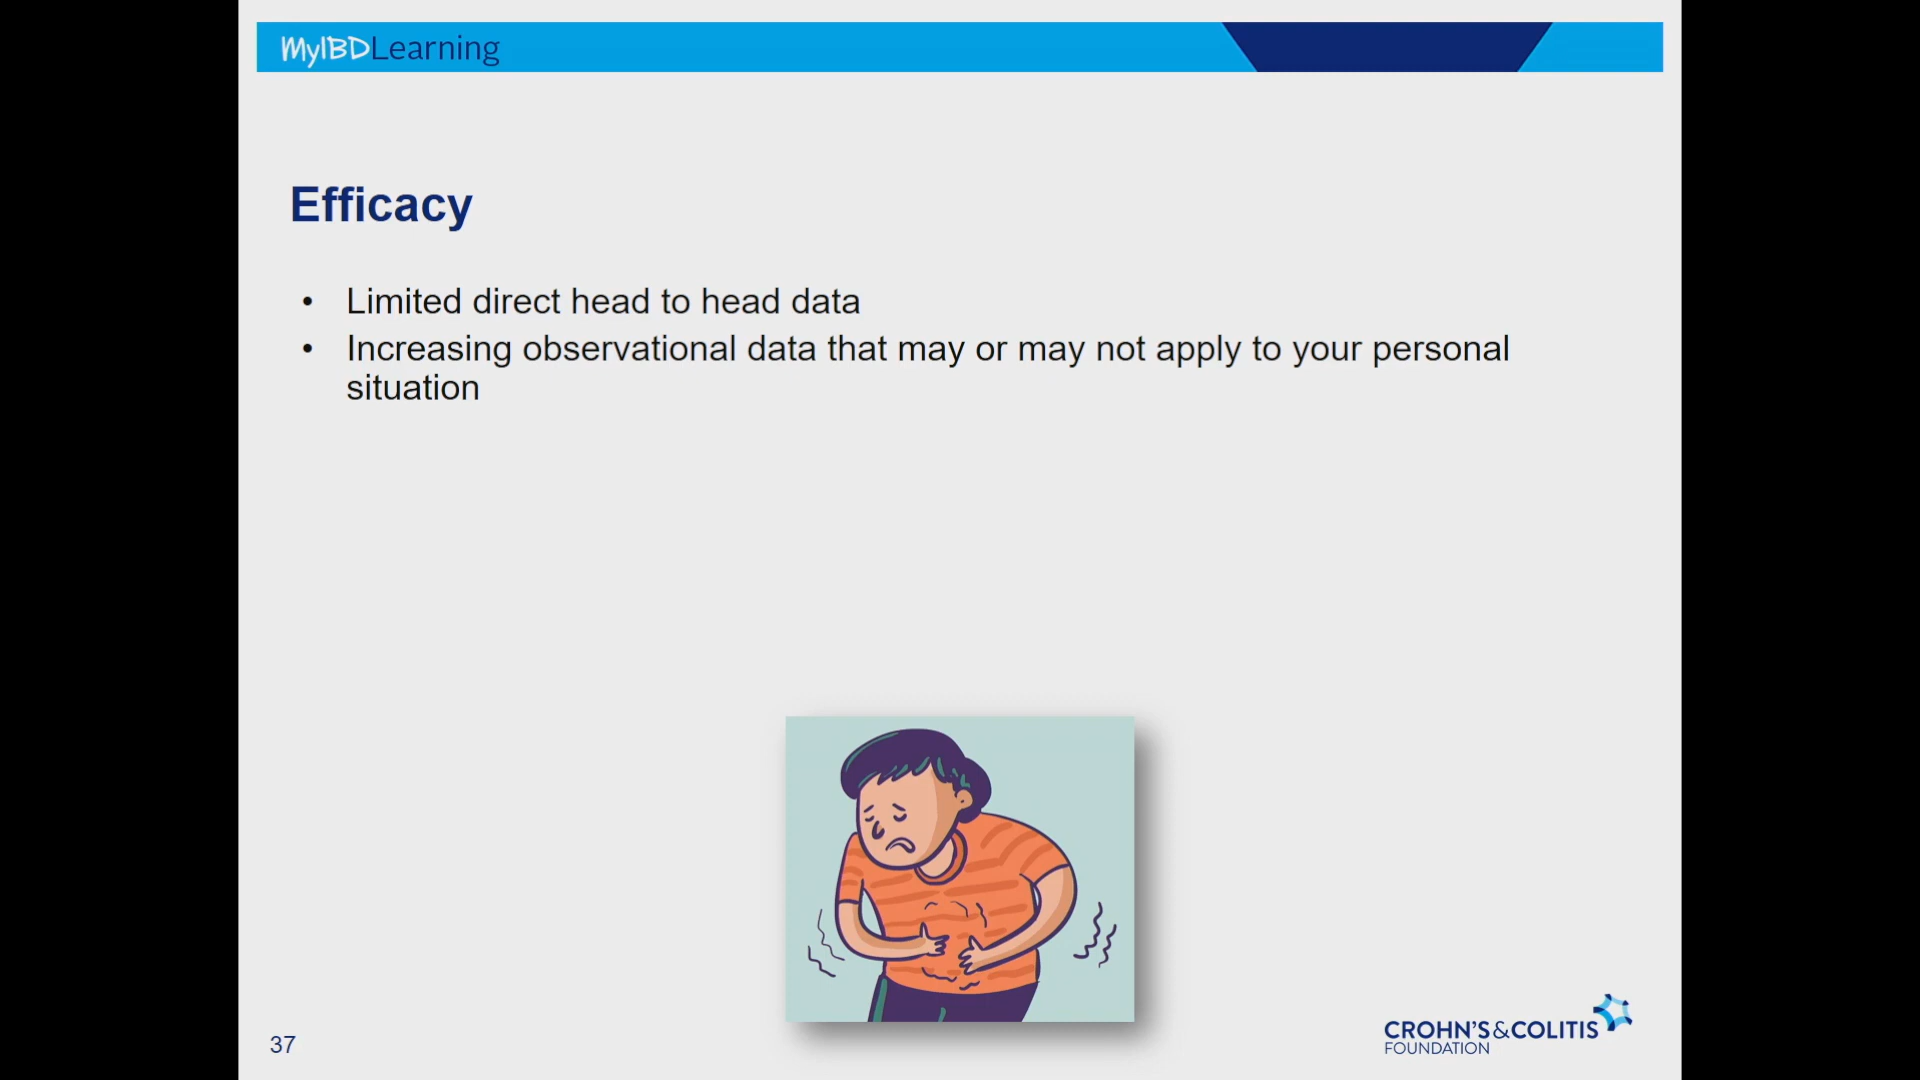 MyIBDLearning
Efficacy
• Limited direct head to head data
• Increasing observational data that may or may not apply to your personal
situation
37
CROHN'S&COLITIS
FOUNDATION